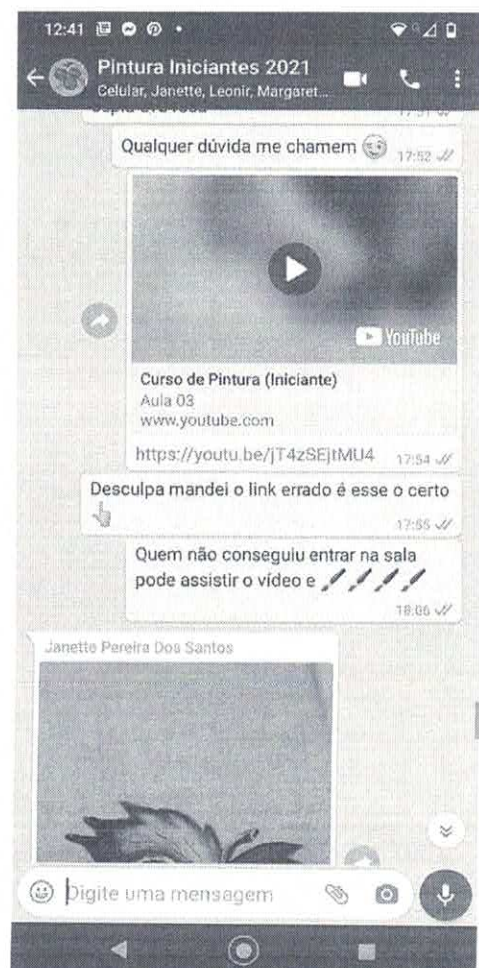 12:41
Pintura Iniciantes 2021
Celular, Janette, Leonir, Margaret...
17:51
Qualquer dúvida me chamem 😉 17:52
YouTube
Curso de Pintura (Iniciante)
Aula 03
www.youtube.com
https://youtu.be/jT4zSEjtMU4 17:54
Desculpa mandei o link errado é esse o certo
👆 17:55
Quem não conseguiu entrar na sala
pode assistir o vídeo e 🖌🖌🖌🖌
18:06
Janette Pereira Dos Santos
Digite uma mensagem